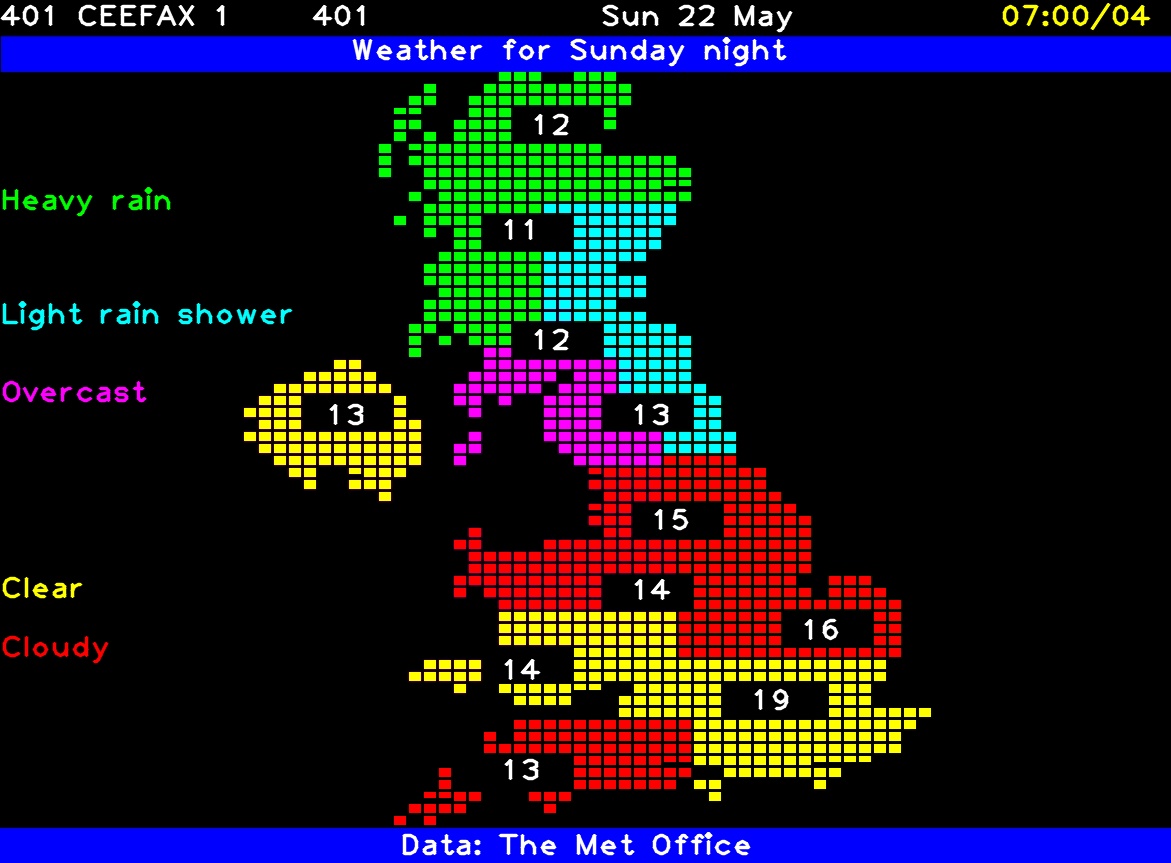 401 CEEFAX 1 401 Sun 22 May 07:00/04
Weather for Sunday night
12
Heavy rain
11
Light rain shower
12
Overcast
13 13
15
Clear
14
16
Cloudy
14
19
13
Data: The Met Office